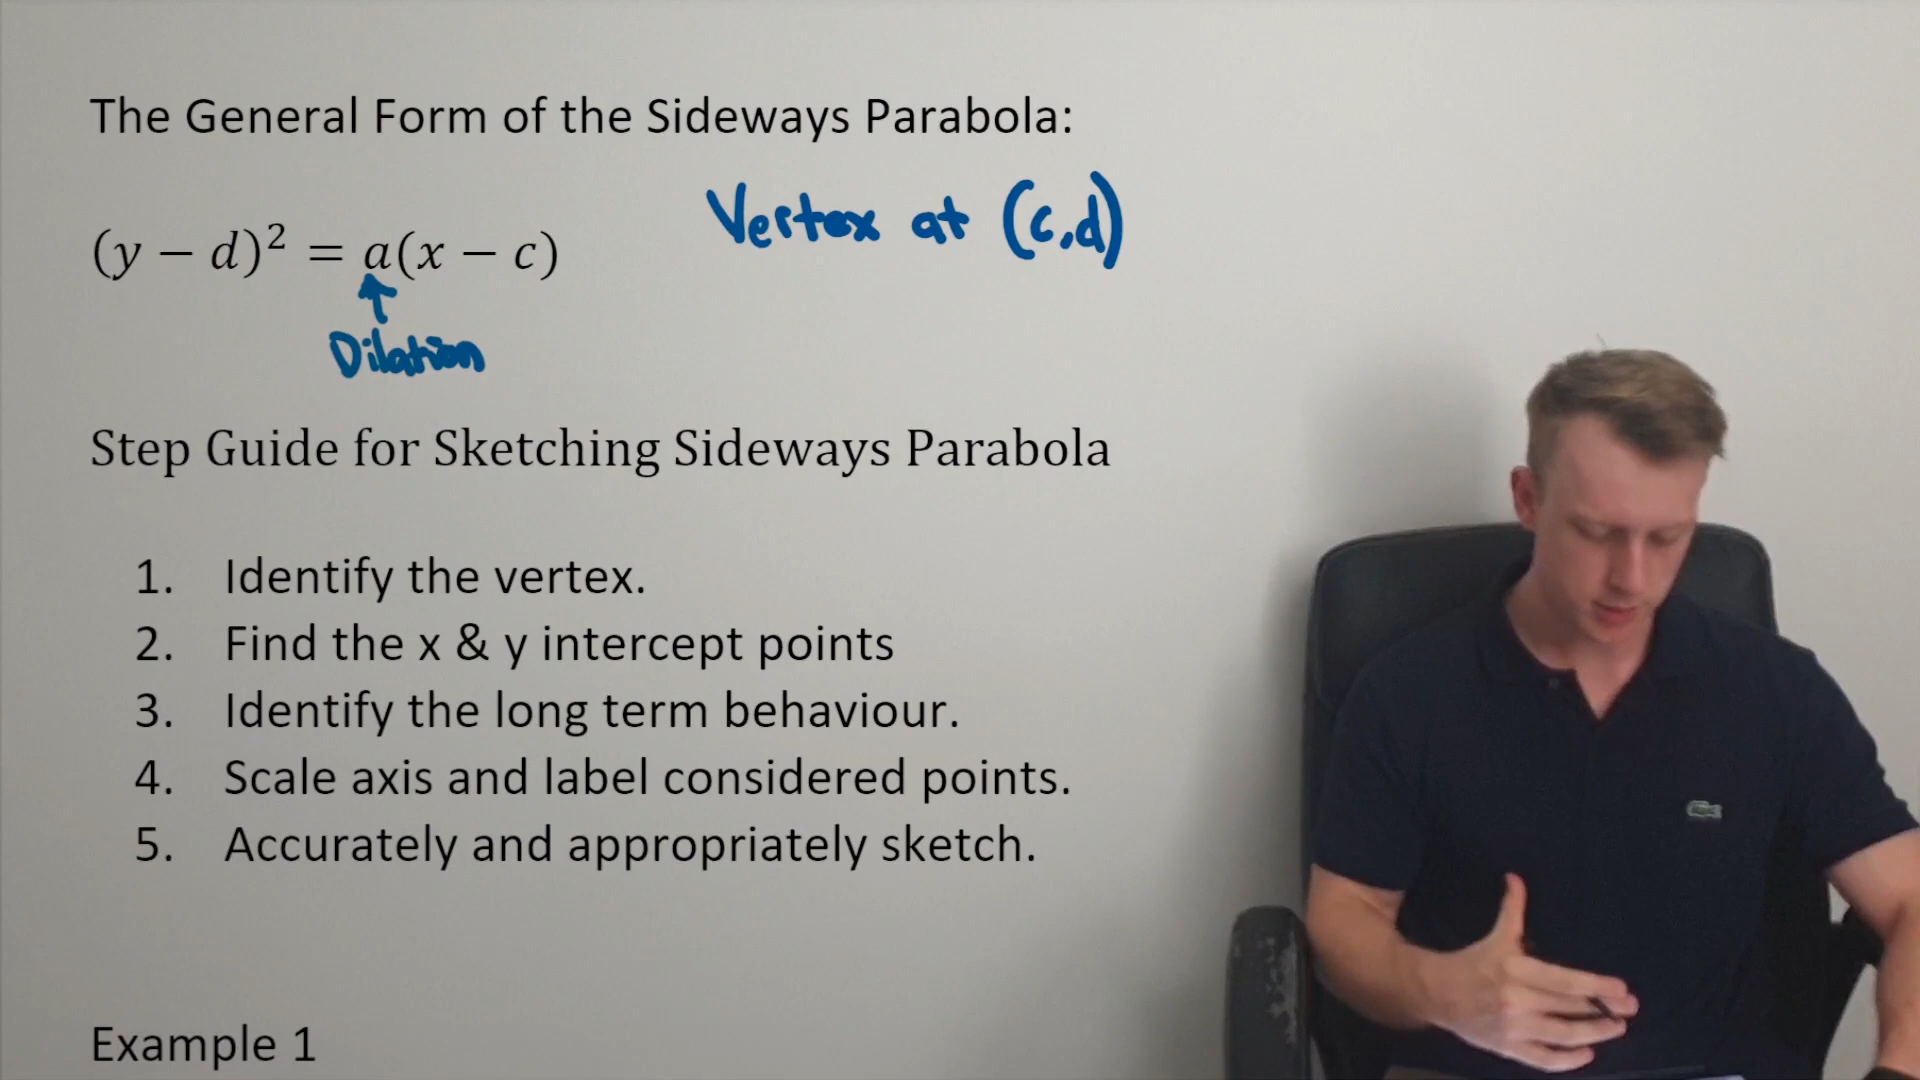 The General Form of the Sideways Parabola:
(y − d)² = a(x − c)
Vertex at (c,d)
Dilation
Step Guide for Sketching Sideways Parabola
1. Identify the vertex.
2. Find the x & y intercept points
3. Identify the long term behaviour.
4. Scale axis and label considered points.
5. Accurately and appropriately sketch.
Example 1